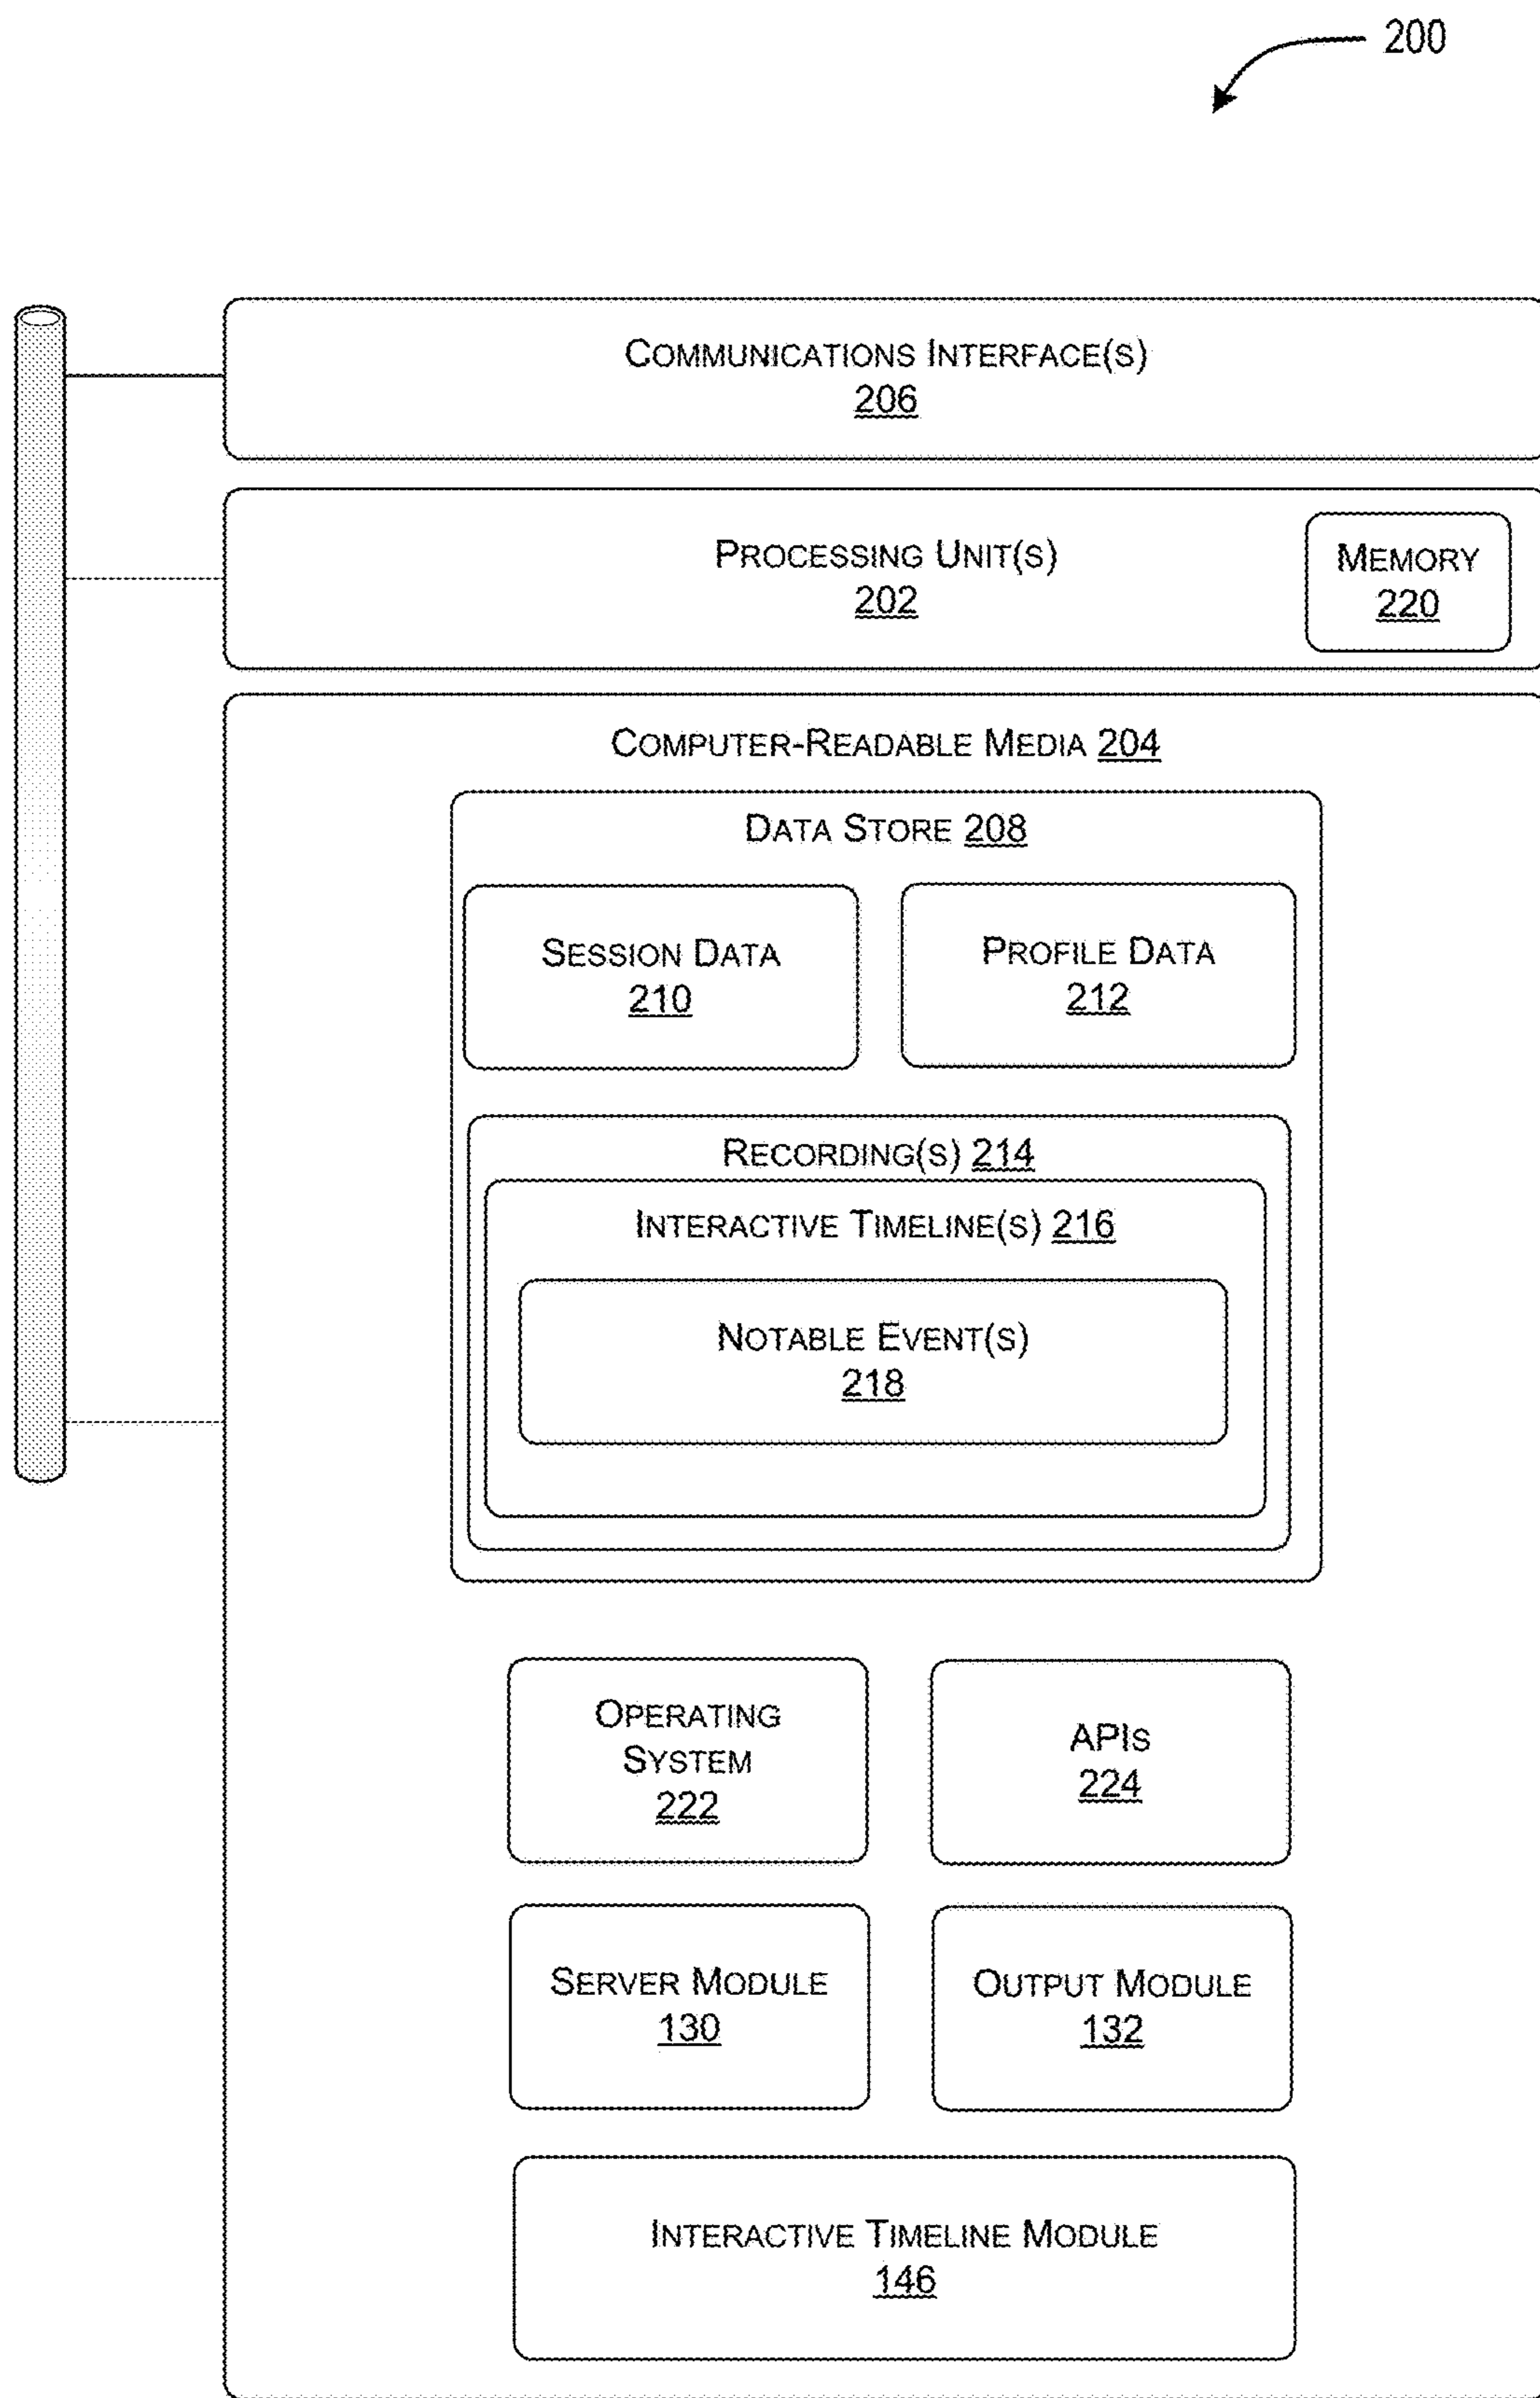 200
COMMUNICATIONS INTERFACE(S)
206
PROCESSING UNIT(S)
202
MEMORY
220
COMPUTER-READABLE MEDIA 204
DATA STORE 208
SESSION DATA
210
PROFILE DATA
212
RECORDING(S) 214
INTERACTIVE TIMELINE(S) 216
NOTABLE EVENT(S)
218
OPERATING
SYSTEM
222
APIS
224
SERVER MODULE
130
OUTPUT MODULE
132
INTERACTIVE TIMELINE MODULE
146